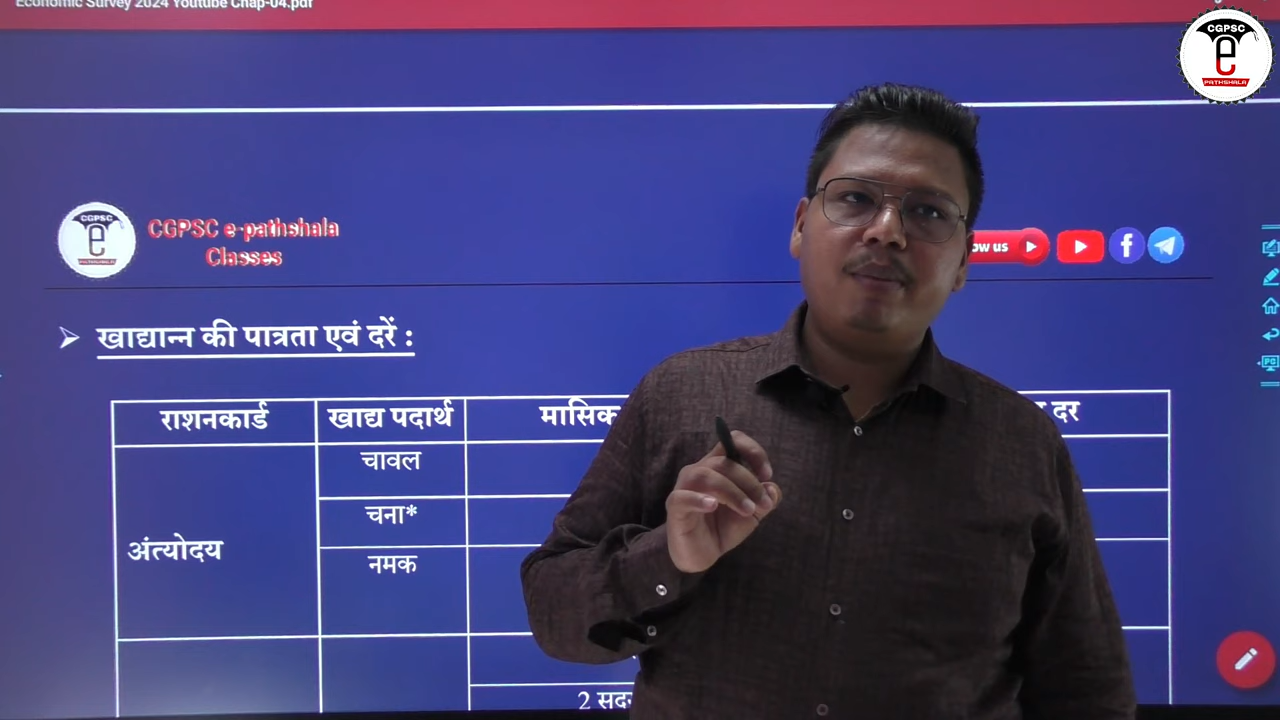 Economic Survey 2024 Youtube Chap-04.pdf
CGPSC
e
PATHSHALA
CGPSC
e
CGPSC e-pathshala
Classes
ow us
खाद्यान्न की पात्रता एवं दरें :
राशनकार्ड खाद्य पदार्थ मासिक दर
चावल
चना*
अंत्योदय
नमक
2 सद
PC